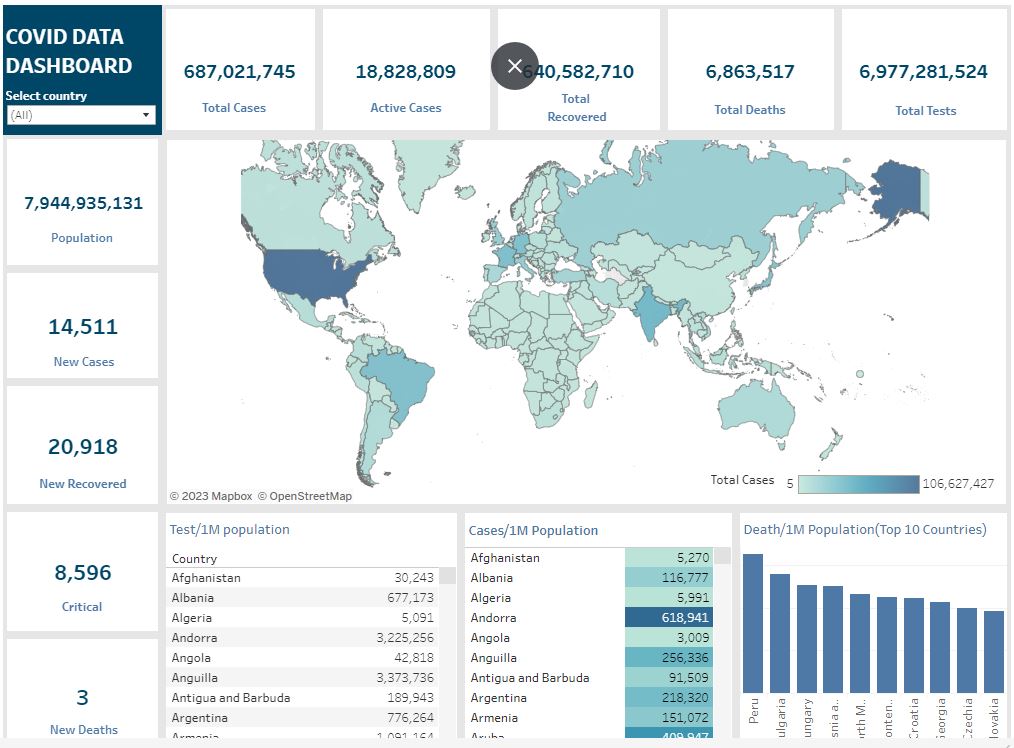 COVID DATA
DASHBOARD
Select country
(All)
687,021,745
Total Cases
18,828,809
Active Cases
640,582,710
Total
Recovered
6,863,517
Total Deaths
6,977,281,524
Total Tests
7,944,935,131
Population
14,511
New Cases
20,918
New Recovered
8,596
Critical
3
New Deaths
© 2023 Mapbox © OpenStreetMap
Total Cases 5 106,627,427
Test/1M population
Country
Afghanistan 30,243
Albania 677,173
Algeria 5,091
Andorra 3,225,256
Angola 42,818
Anguilla 3,373,736
Antigua and Barbuda 189,943
Argentina 776,264
Armenia 1,091,164
Cases/1M Population
Afghanistan 5,270
Albania 116,777
Algeria 5,991
Andorra 618,941
Angola 3,009
Anguilla 256,336
Antigua and Barbuda 91,509
Argentina 218,320
Armenia 151,072
Aruba 409,947
Death/1M Population(Top 10 Countries)
Peru
ulgaria
ungary
snia a..
rth M..
onten..
Croatia
eorgia
zechia
lovakia